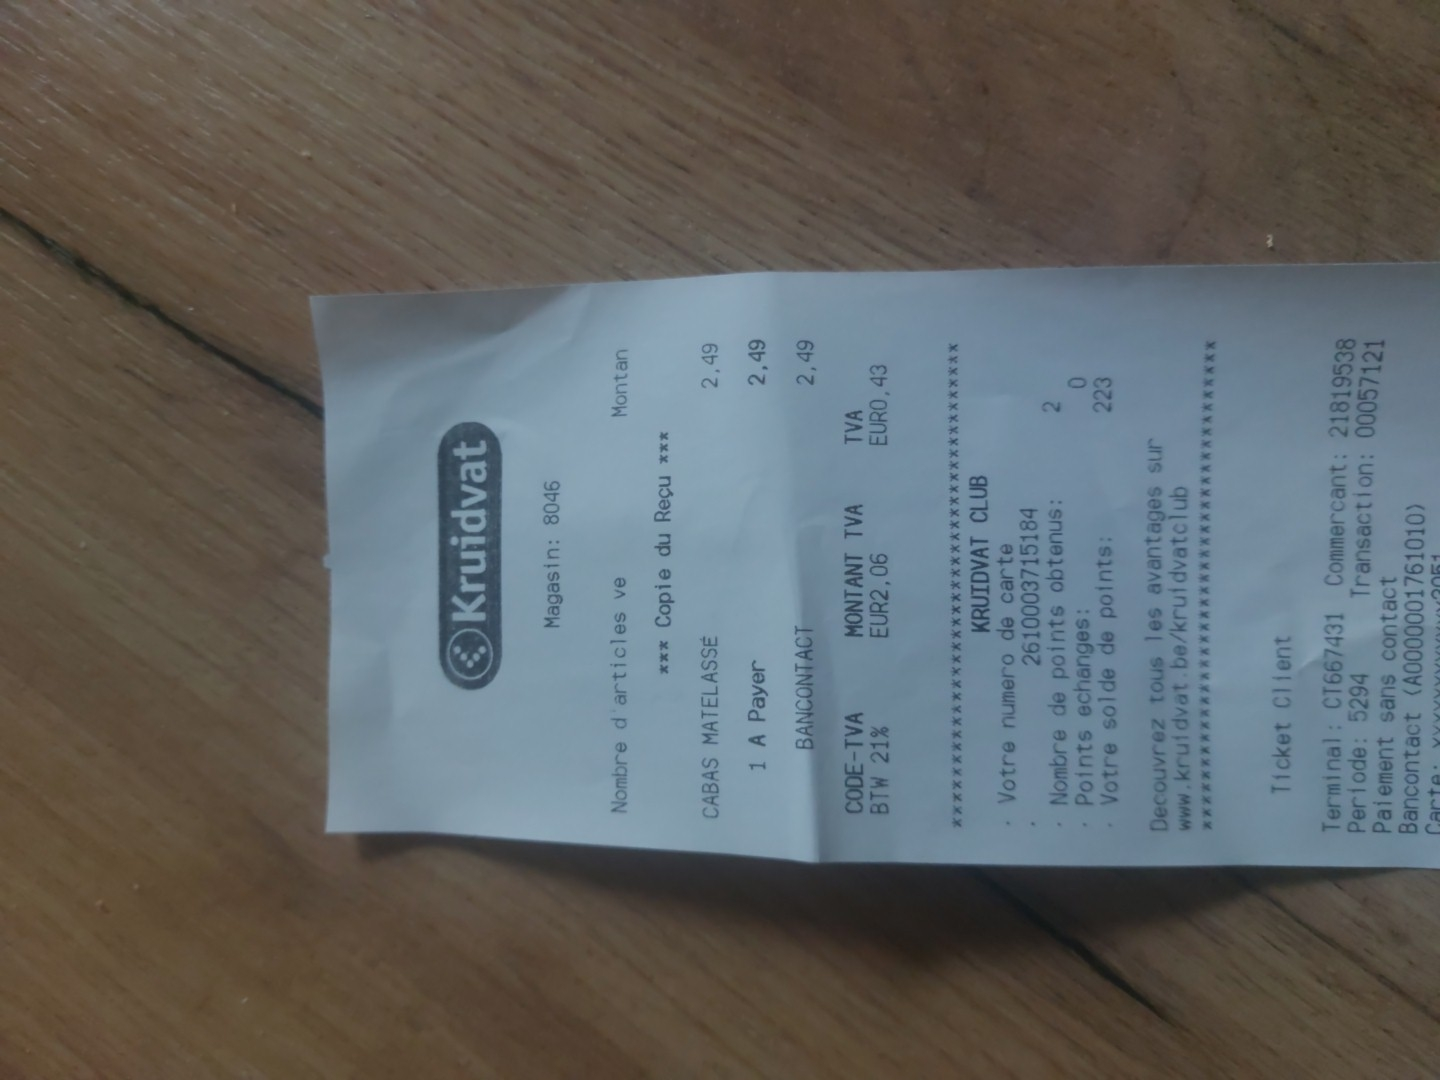 Kruidvat
Magasin: 8046
Nombre d'articles ve Montan
*** Copie du Reçu ***
CABAS MATELASSÉ 2,49
1 A Payer 2,49
BANCONTACT 2,49
CODE-TVA MONTANT TVA TVA
BTW 21% EUR2,06 EUR0,43
KRUIDVAT CLUB
· Votre numero de carte
· 2610003715184
· Nombre de points obtenus: 2
· Points echanges: 0
· Votre solde de points: 223
Decouvrez tous les avantages sur
www.kruidvat.be/kruidvatclub
Ticket Client
Terminal: CT667431 Commercant: 21819538
Periode: 5294 Transaction: 00057121
Paiement sans contact
Bancontact (A0000001761010)
Carte: